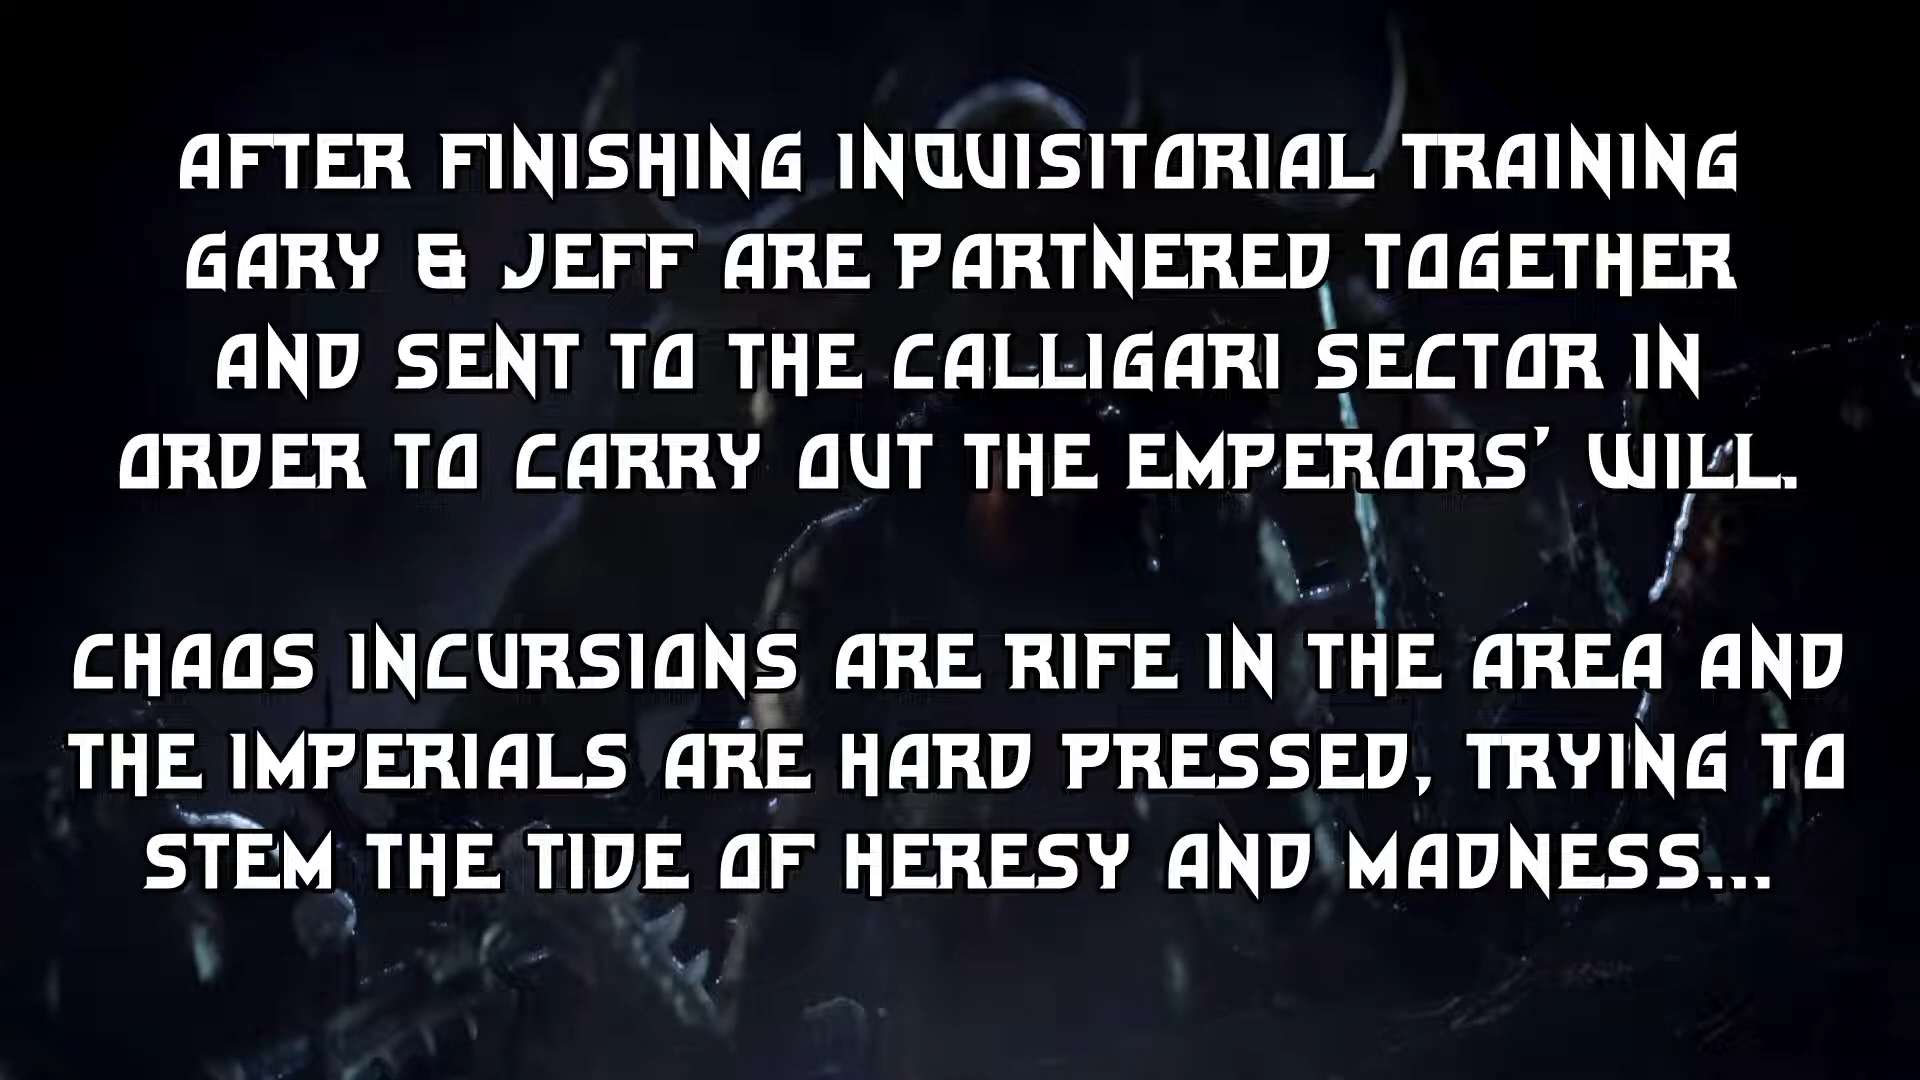 AFTER FINISHING INQUISITORIAL TRAINING
GARY & JEFF ARE PARTNERED TOGETHER
AND SENT TO THE CALLIGARI SECTOR IN
ORDER TO CARRY OUT THE EMPERORS' WILL.
CHAOS INCURSIONS ARE RIFE IN THE AREA AND
THE IMPERIALS ARE HARD PRESSED, TRYING TO
STEM THE TIDE OF HERESY AND MADNESS...